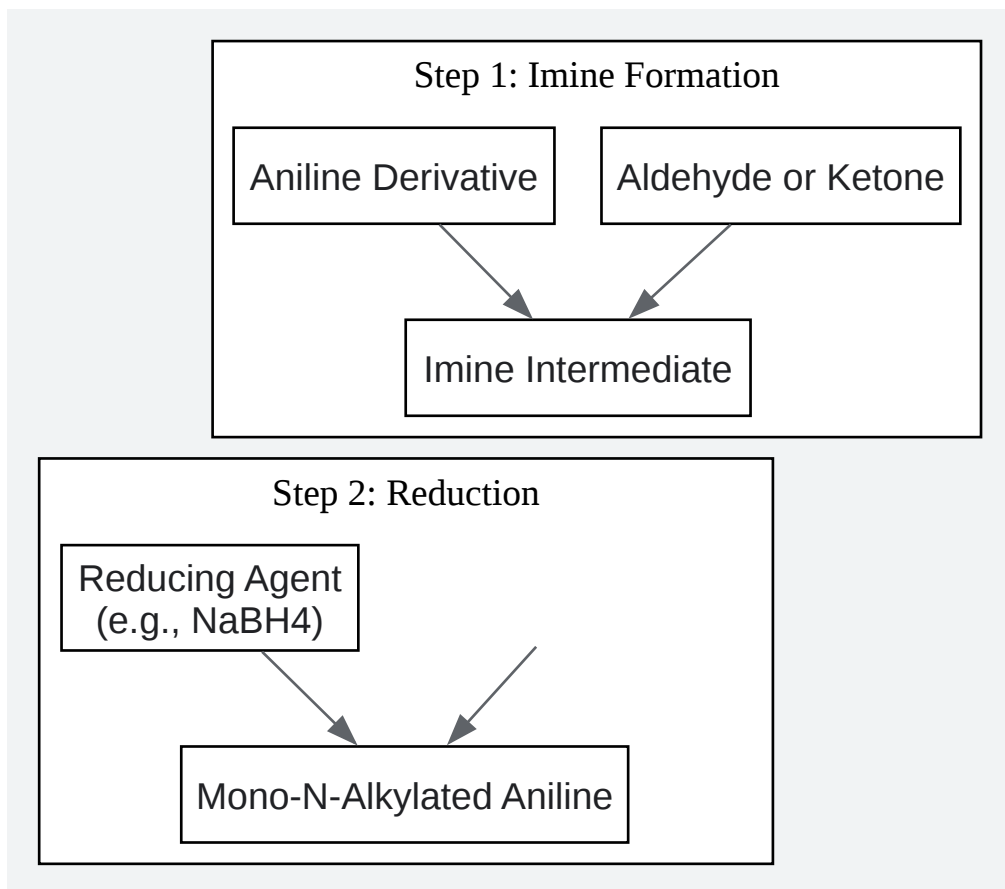 Step 1: Imine Formation
Aniline Derivative
Aldehyde or Ketone
Imine Intermediate
Step 2: Reduction
Reducing Agent
(e.g., NaBH4)
Mono-N-Alkylated Aniline